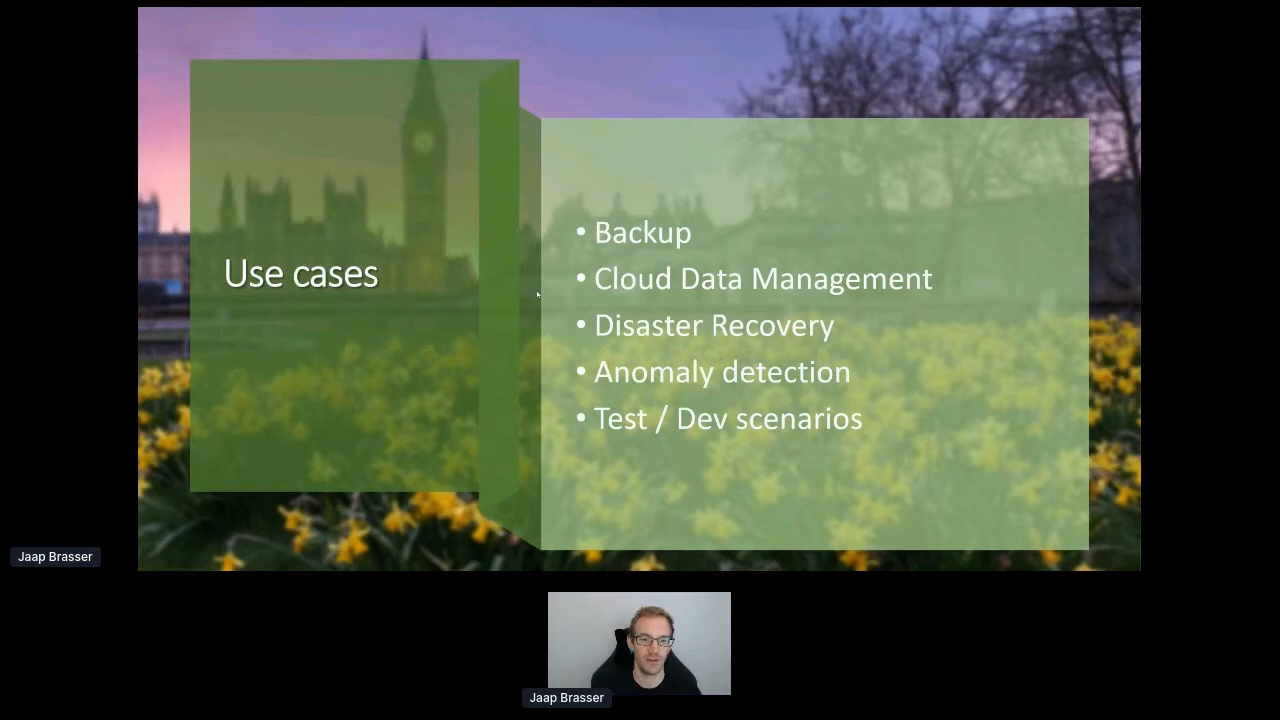 Use cases
• Backup
• Cloud Data Management
• Disaster Recovery
• Anomaly detection
• Test / Dev scenarios
Jaap Brasser
Jaap Brasser